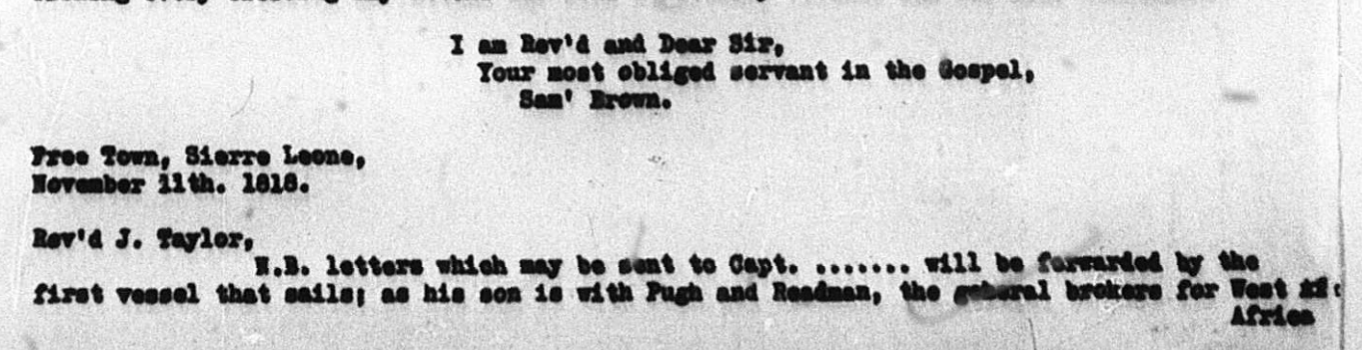 I am Rev'd and Dear Sir,
Your most obliged servant in the Gospel,
Sam' Brown.
Free Town, Sierre Leone,
November 11th. 1818.
Rev'd J. Taylor,
N.B. letters which may be sent to Capt. ....... will be forwarded by the
first vessel that sails; as his son is with Pugh and Readman, the general brokers for West
Africa